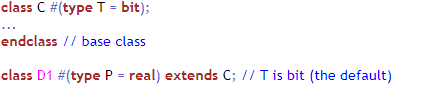 class C #(type T = bit);
...
endclass // base class
class D1 #(type P = real) extends C; // T is bit (the default)